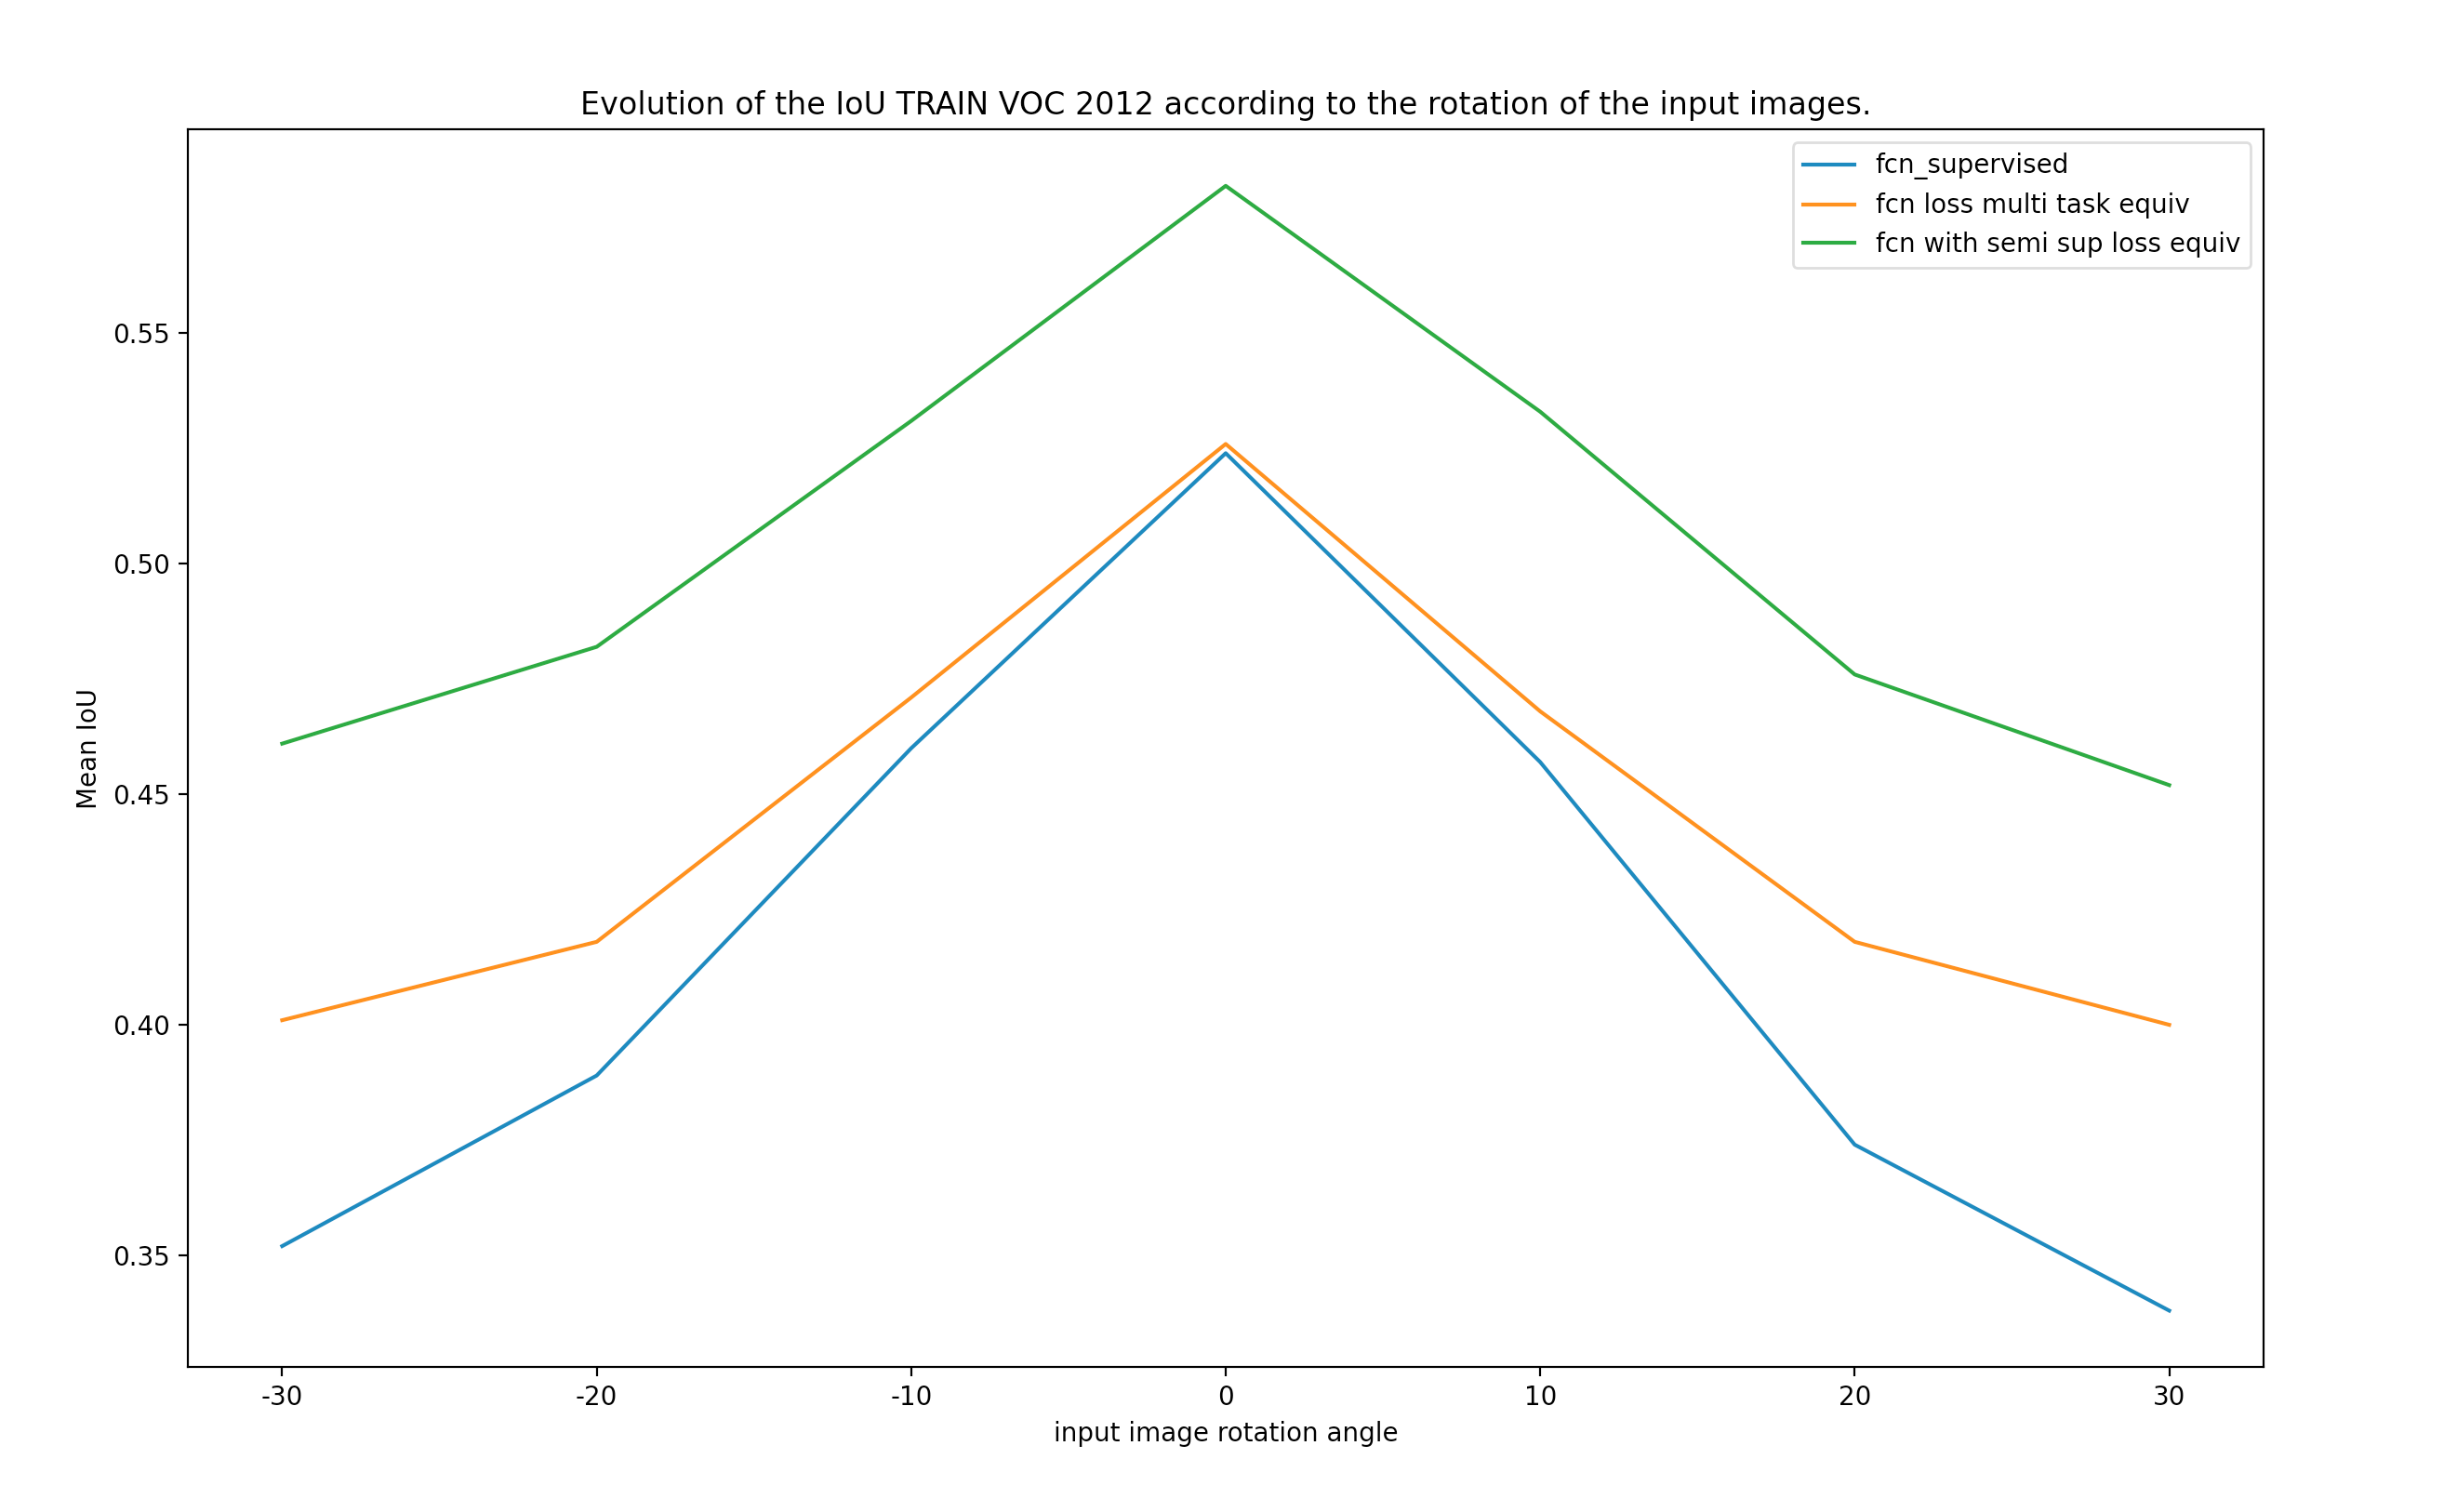 Evolution of the IoU TRAIN VOC 2012 according to the rotation of the input images.
fcn_supervised
fcn loss multi task equiv
fcn with semi sup loss equiv
0.55
0.50
0.45
0.40
0.35
Mean IoU
-30 -20 -10 0 10 20 30
input image rotation angle